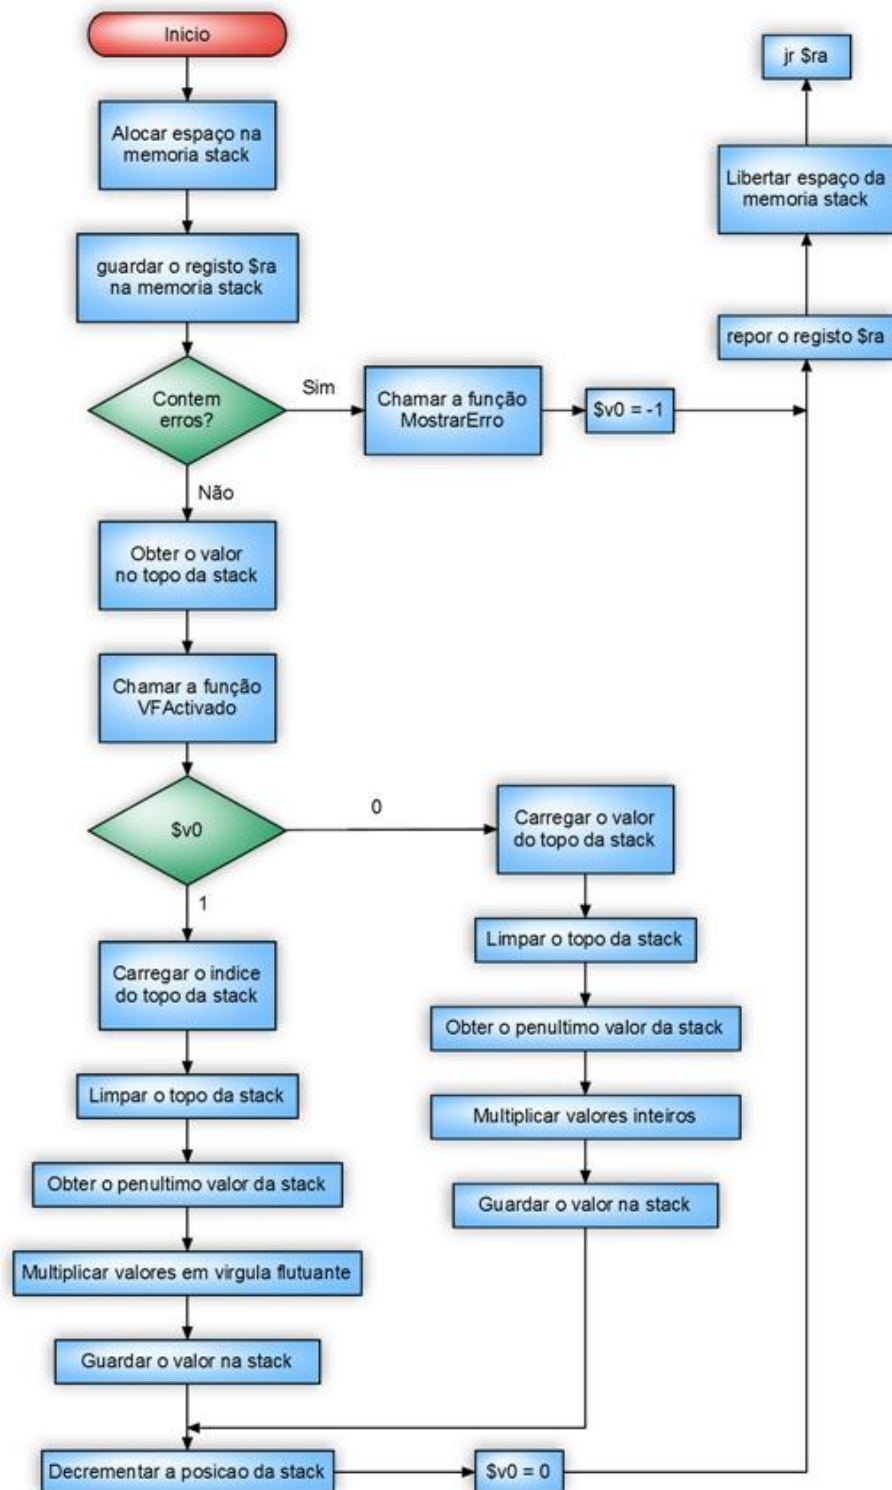 Inicio
Alocar espaço na
memoria stack
guardar o registo $ra
na memoria stack
Contem
erros?
Sim
Chamar a função
MostrarErro
$v0 = -1
repor o registo $ra
Libertar espaço da
memoria stack
jr $ra
Não
Obter o valor
no topo da stack
Chamar a função
VFActivado
$v0
0
Carregar o valor
do topo da stack
Limpar o topo da stack
Obter o penultimo valor da stack
Multiplicar valores inteiros
Guardar o valor na stack
1
Carregar o indice
do topo da stack
Limpar o topo da stack
Obter o penultimo valor da stack
Multiplicar valores em virgula flutuante
Guardar o valor na stack
Decrementar a posicao da stack
$v0 = 0